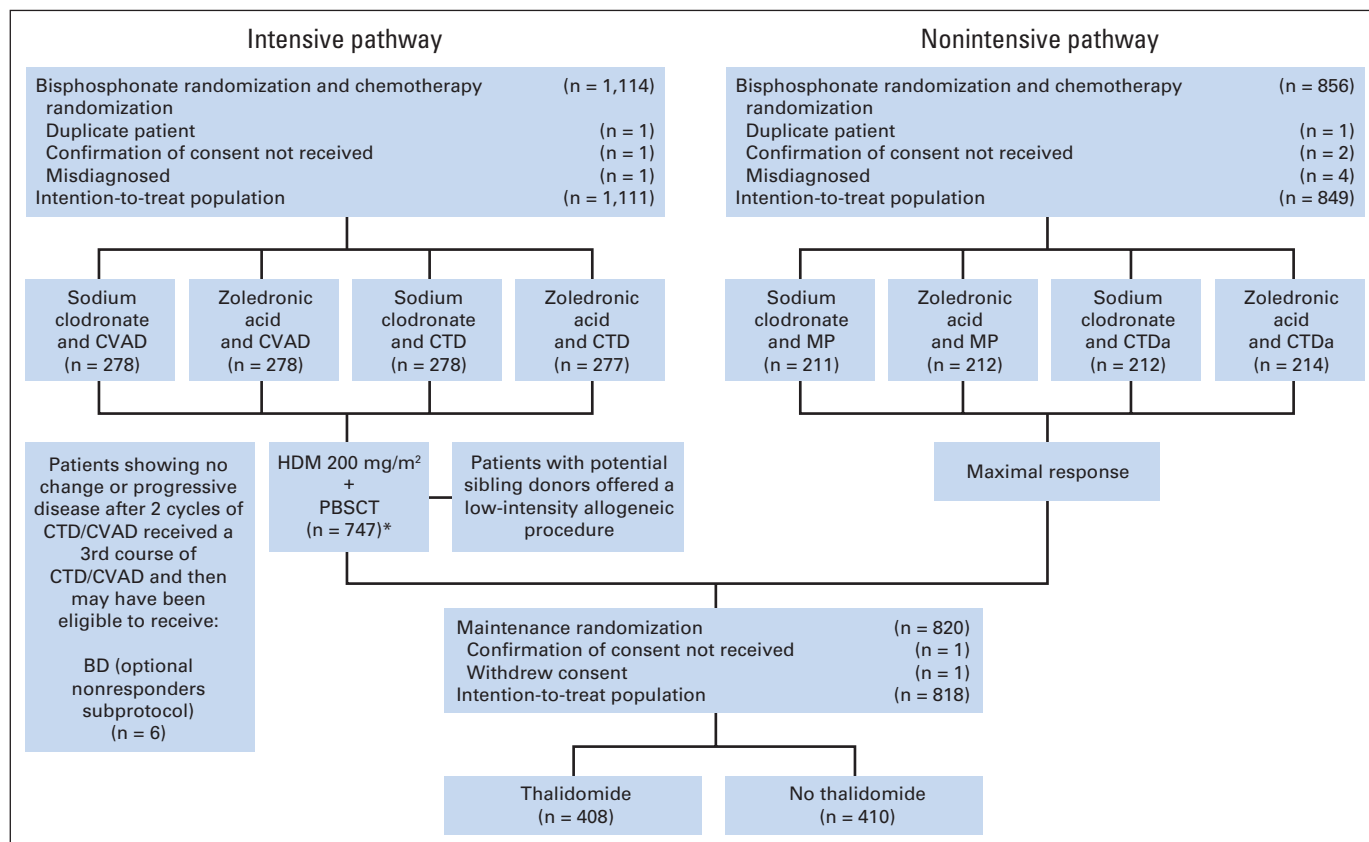 Intensive pathway
Bisphosphonate randomization and chemotherapy (n = 1,114)
randomization
Duplicate patient (n = 1)
Confirmation of consent not received (n = 1)
Misdiagnosed (n = 1)
Intention-to-treat population (n = 1,111)
Sodium
clodronate
and CVAD
(n = 278)
Zoledronic
acid
and CVAD
(n = 278)
Sodium
clodronate
and CTD
(n = 278)
Zoledronic
acid
and CTD
(n = 277)
Patients showing no
change or progressive
disease after 2 cycles of
CTD/CVAD received a
3rd course of
CTD/CVAD and then
may have been
eligible to receive:
BD (optional
nonresponders
subprotocol)
(n = 6)
HDM 200 mg/m²
+
PBSCT
(n = 747)*
Patients with potential
sibling donors offered a
low-intensity allogeneic
procedure
Nonintensive pathway
Bisphosphonate randomization and chemotherapy (n = 856)
randomization
Duplicate patient (n = 1)
Confirmation of consent not received (n = 2)
Misdiagnosed (n = 4)
Intention-to-treat population (n = 849)
Sodium
clodronate
and MP
(n = 211)
Zoledronic
acid
and MP
(n = 212)
Sodium
clodronate
and CTDa
(n = 212)
Zoledronic
acid
and CTDa
(n = 214)
Maximal response
Maintenance randomization (n = 820)
Confirmation of consent not received (n = 1)
Withdrew consent (n = 1)
Intention-to-treat population (n = 818)
Thalidomide
(n = 408)
No thalidomide
(n = 410)